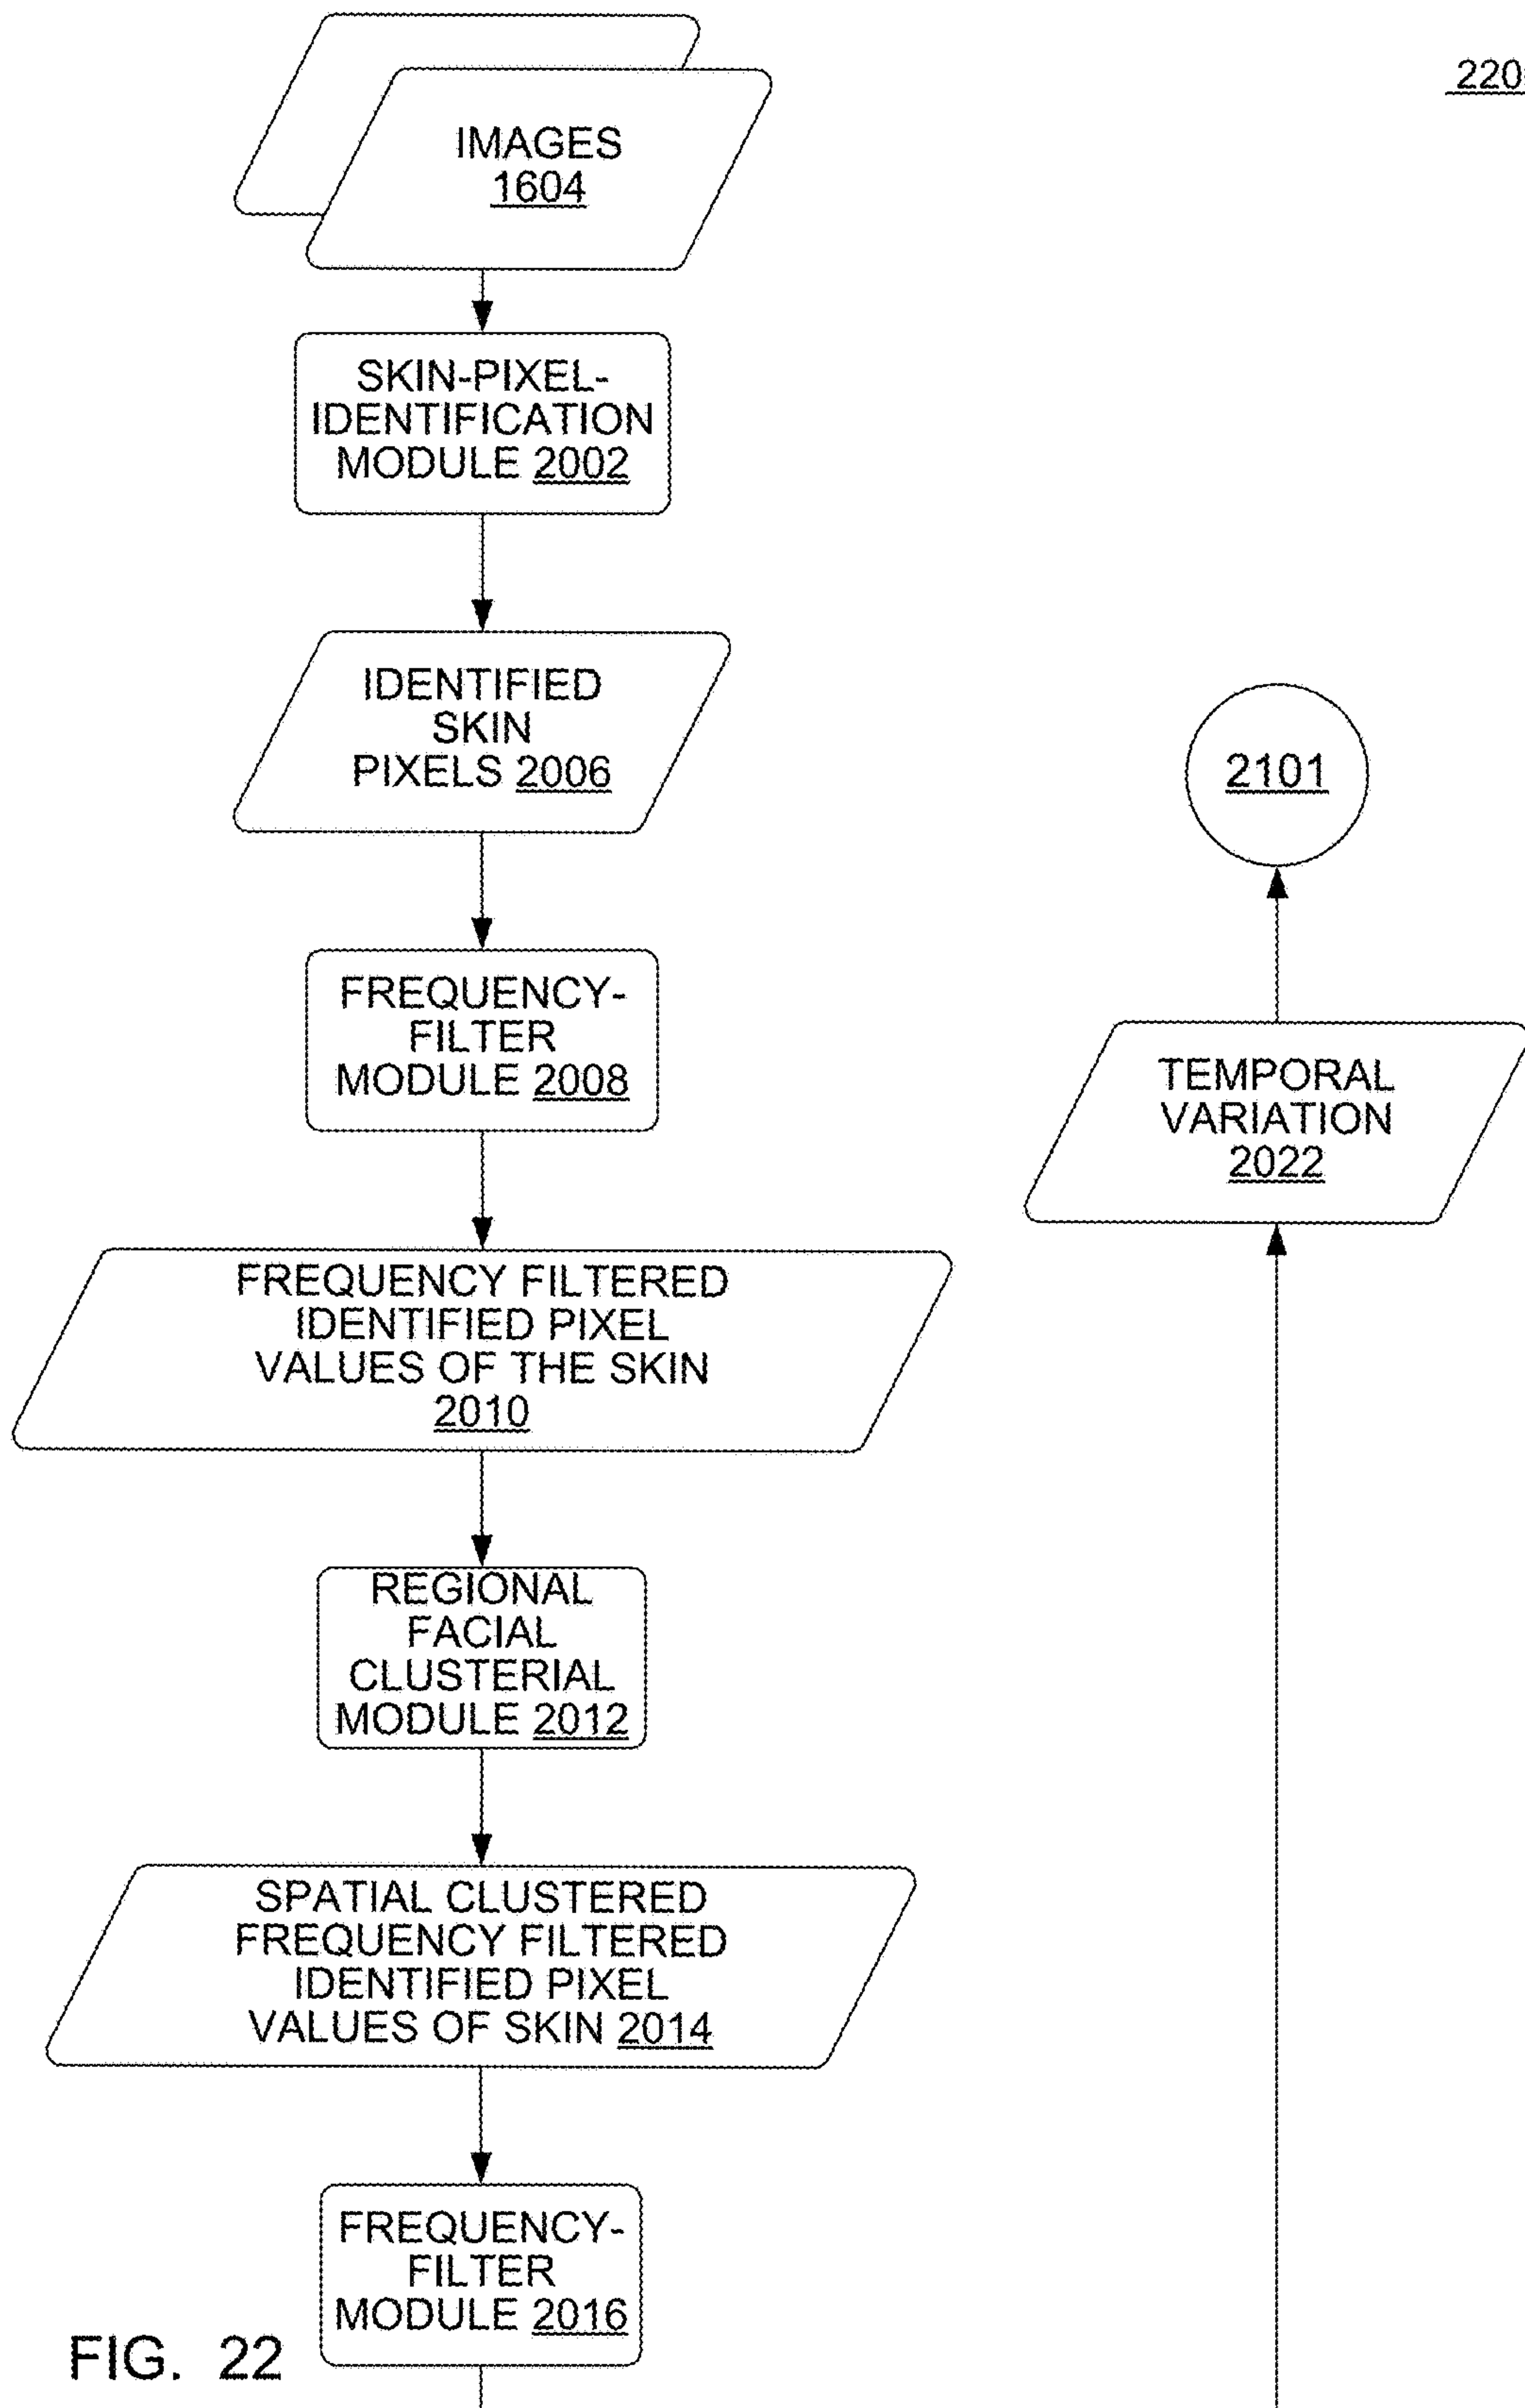 220
IMAGES
1604
SKIN-PIXEL-
IDENTIFICATION
MODULE 2002
IDENTIFIED
SKIN
PIXELS 2006
FREQUENCY-
FILTER
MODULE 2008
FREQUENCY FILTERED
IDENTIFIED PIXEL
VALUES OF THE SKIN
2010
REGIONAL
FACIAL
CLUSTERIAL
MODULE 2012
SPATIAL CLUSTERED
FREQUENCY FILTERED
IDENTIFIED PIXEL
VALUES OF SKIN 2014
FREQUENCY-
FILTER
MODULE 2016
2101
TEMPORAL
VARIATION
2022
FIG. 22